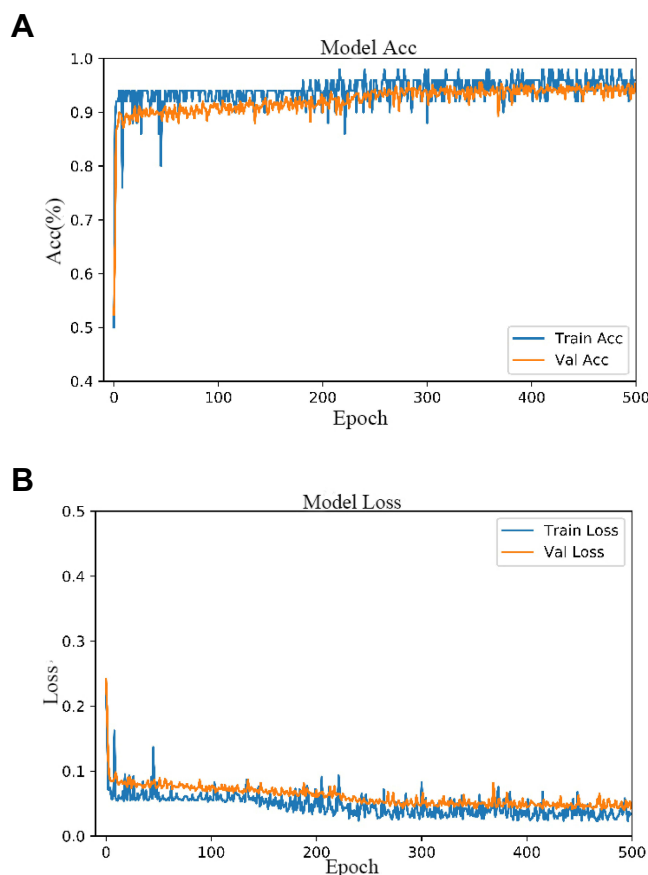 A
Model Acc
1.0
0.9
0.8
0.7
0.6
0.5
0.4
Acc(%)
Train Acc
Val Acc
0 100 200 300 400 500
Epoch
B
Model Loss
0.5
0.4
0.3
0.2
0.1
0.0
Loss
Train Loss
Val Loss
0 100 200 300 400 500
Epoch